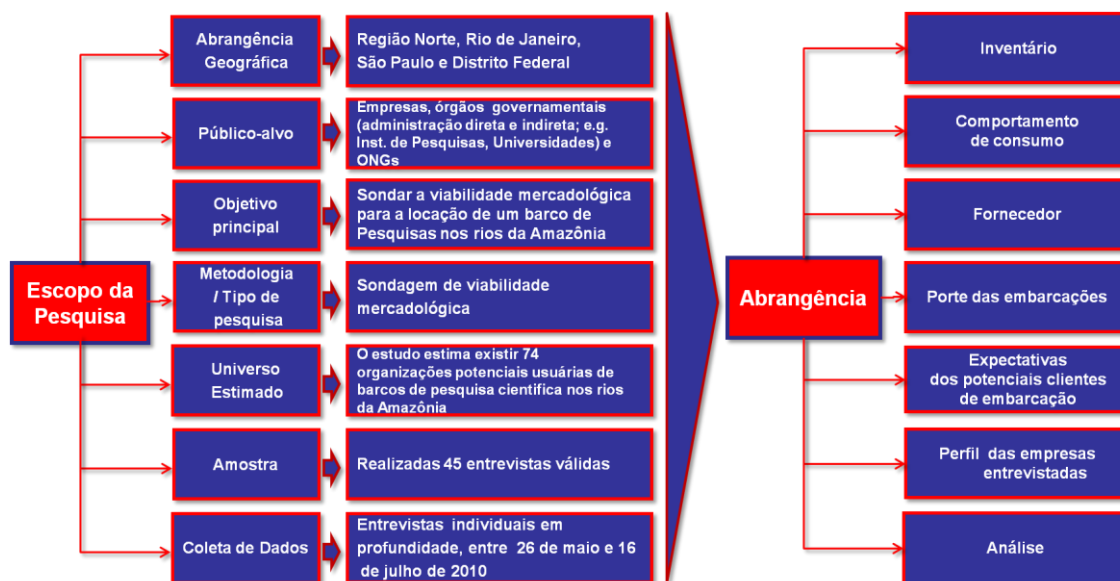 Escopo da
Pesquisa
Abrangência
Geográfica
Região Norte, Rio de Janeiro,
São Paulo e Distrito Federal
Público-alvo
Empresas, órgãos governamentais
(administração direta e indireta; e.g.
Inst. de Pesquisas, Universidades) e
ONGs
Objetivo
principal
Sondar a viabilidade mercadológica
para a locação de um barco de
Pesquisas nos rios da Amazônia
Metodologia
/ Tipo de
pesquisa
Sondagem de viabilidade
mercadológica
Universo
Estimado
O estudo estima existir 74
organizações potenciais usuárias de
barcos de pesquisa científica nos rios
da Amazônia
Amostra
Realizadas 45 entrevistas válidas
Coleta de Dados
Entrevistas individuais em
profundidade, entre 26 de maio e 16
de julho de 2010
Abrangência
Inventário
Comportamento
de consumo
Fornecedor
Porte das embarcações
Expectativas
dos potenciais clientes
de embarcação
Perfil das empresas
entrevistadas
Análise